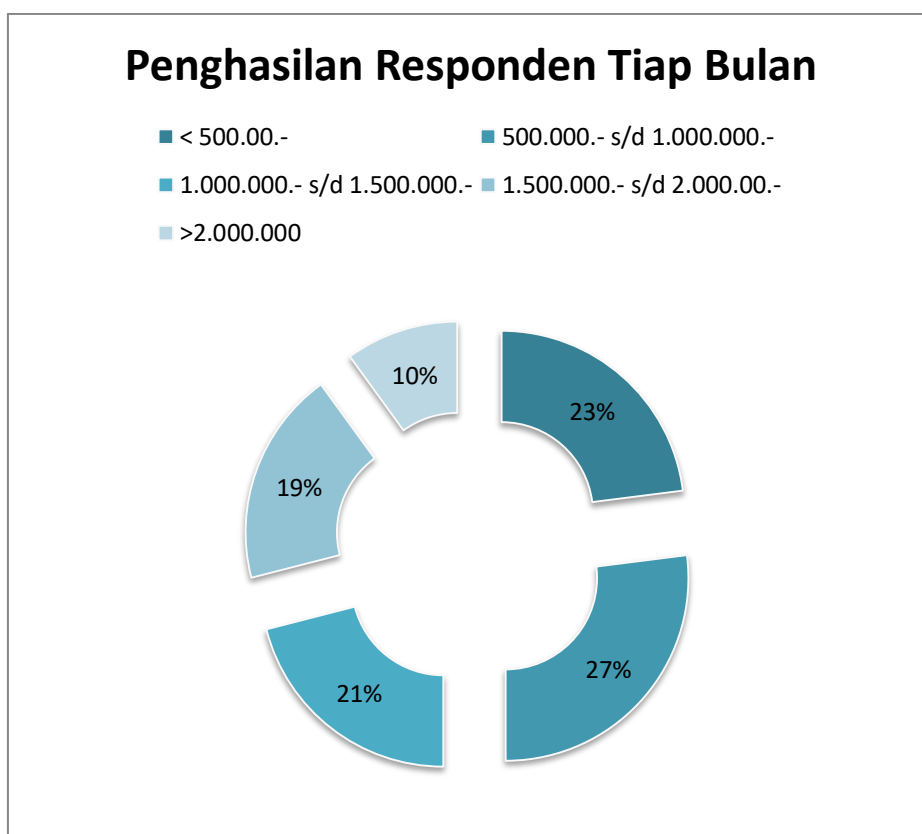 Penghasilan Responden Tiap Bulan
< 500.00.- 500.000.- s/d 1.000.000.-
1.000.000.- s/d 1.500.000.- 1.500.000.- s/d 2.000.00.-
>2.000.000
10%
23%
19%
27%
21%